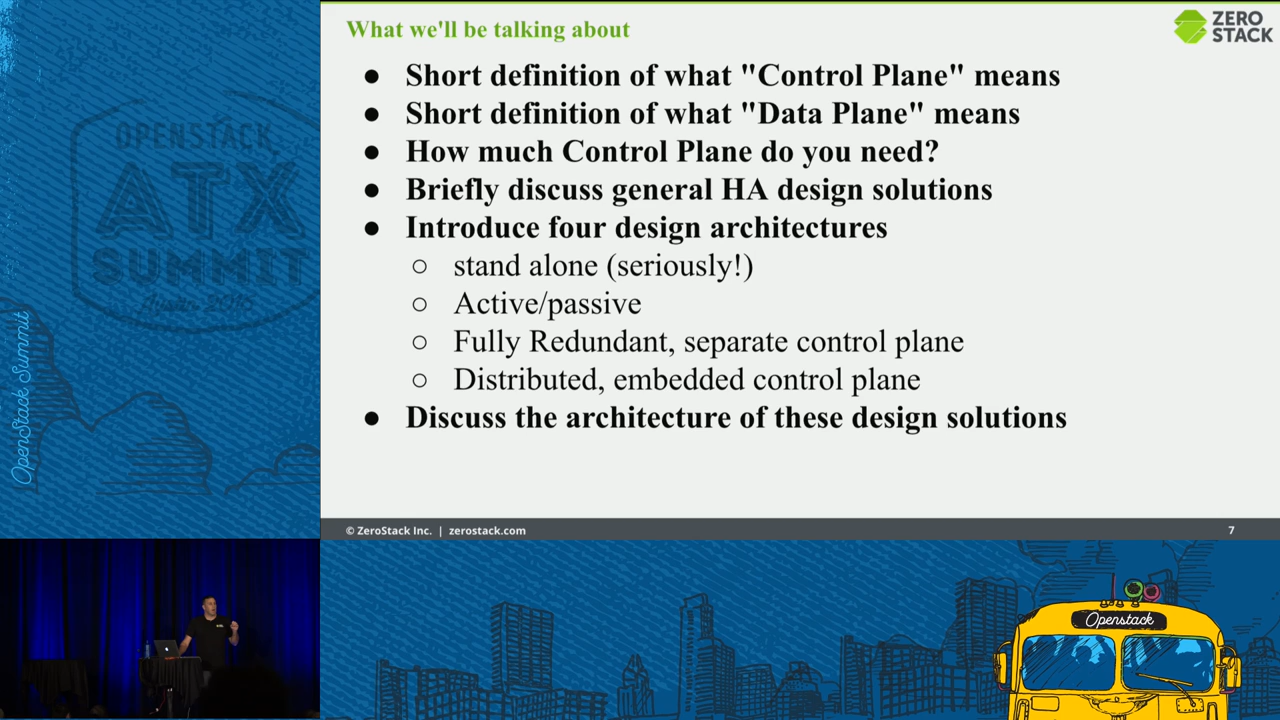 What we'll be talking about
ZERO
STACK
● Short definition of what "Control Plane" means
● Short definition of what "Data Plane" means
● How much Control Plane do you need?
● Briefly discuss general HA design solutions
● Introduce four design architectures
○ stand alone (seriously!)
○ Active/passive
○ Fully Redundant, separate control plane
○ Distributed, embedded control plane
● Discuss the architecture of these design solutions
© ZeroStack Inc. | zerostack.com
7
OPENSTACK
ATX
SUMMIT
Austin 2016
OpenStack Summit
Openstack